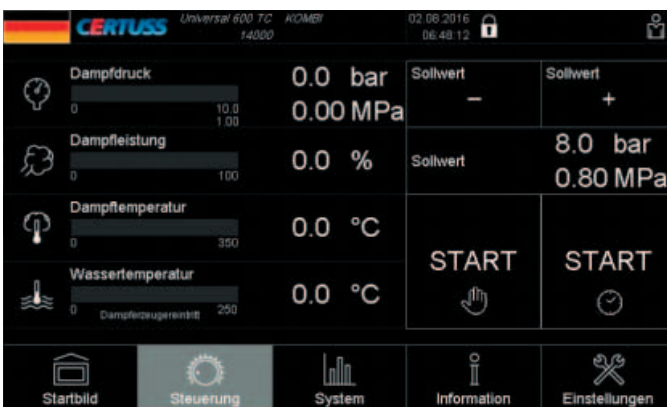 CERTUSS
Universal 600 TC KOMBI
14000
02.08.2016
06:48:12
Dampfdruck
0 10.0
1.00
0.0 bar
0.00 MPa
Sollwert
−
Sollwert
+
Dampfleistung
0 100
0.0 %
Sollwert
8.0 bar
0.80 MPa
Dampftemperatur
0 350
0.0 °C
Wassertemperatur
0 Dampferzeugereintritt 250
0.0 °C
START
START
Startbild
Steuerung
System
Information
Einstellungen